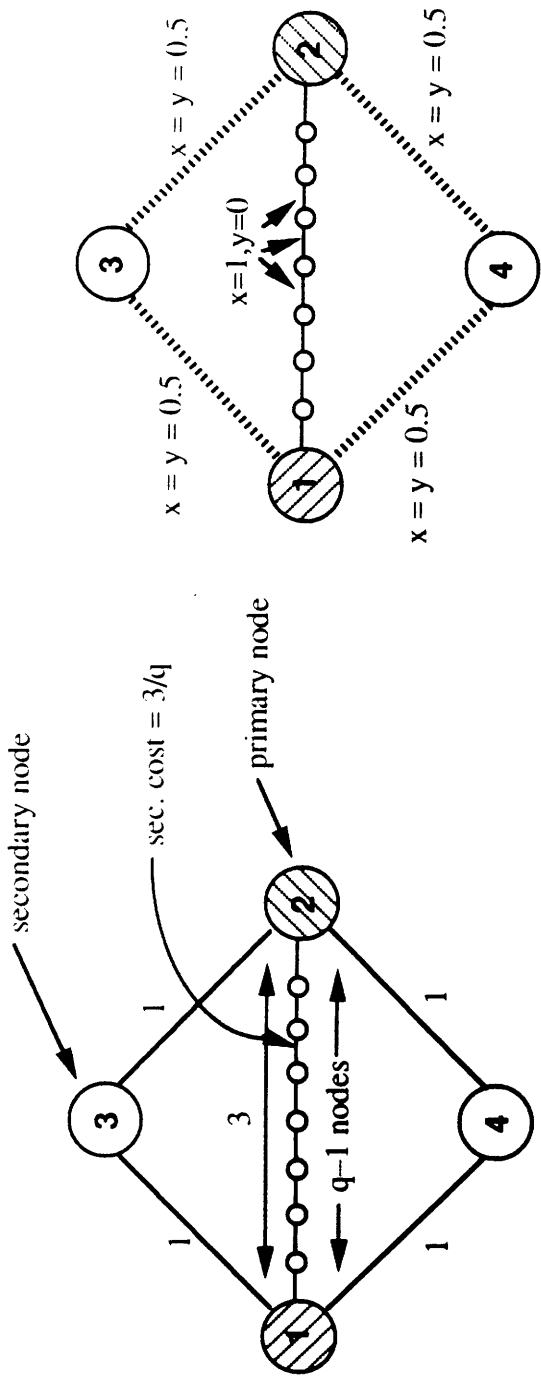 secondary node
sec. cost = 3/q
primary node
1
1
3
3
1
2
q–1 nodes
1
1
4
x = y = 0.5
x = y = 0.5
3
x=1,y=0
1
2
x = y = 0.5
x = y = 0.5
4